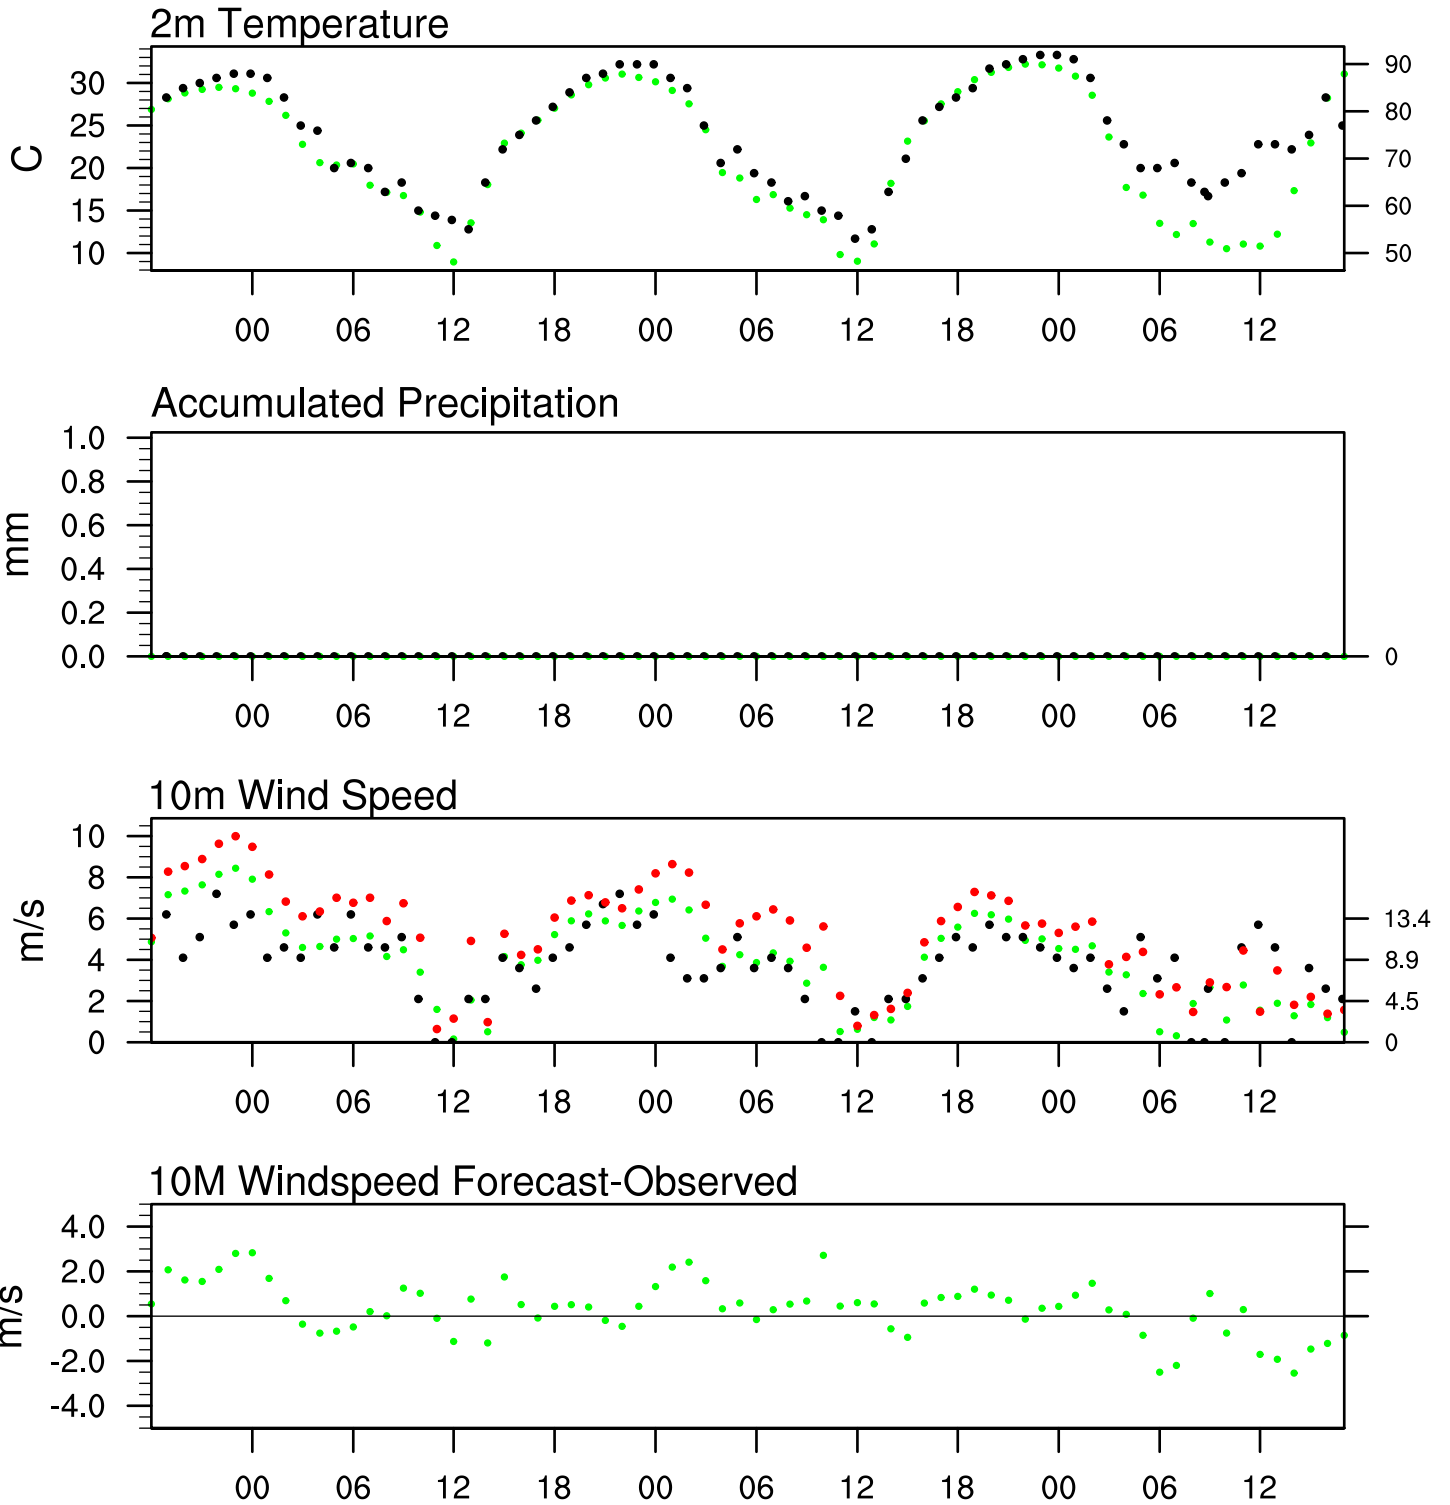 2m Temperature
30
25
20
15
10
C
90
80
70
60
50
00 06 12 18 00 06 12 18 00 06 12
Accumulated Precipitation
1.0
0.8
0.6
0.4
0.2
0.0
mm
0
00 06 12 18 00 06 12 18 00 06 12
10m Wind Speed
10
8
6
4
2
0
m/s
13.4
8.9
4.5
0
00 06 12 18 00 06 12 18 00 06 12
10M Windspeed Forecast-Observed
4.0
2.0
0.0
-2.0
-4.0
m/s
00 06 12 18 00 06 12 18 00 06 12